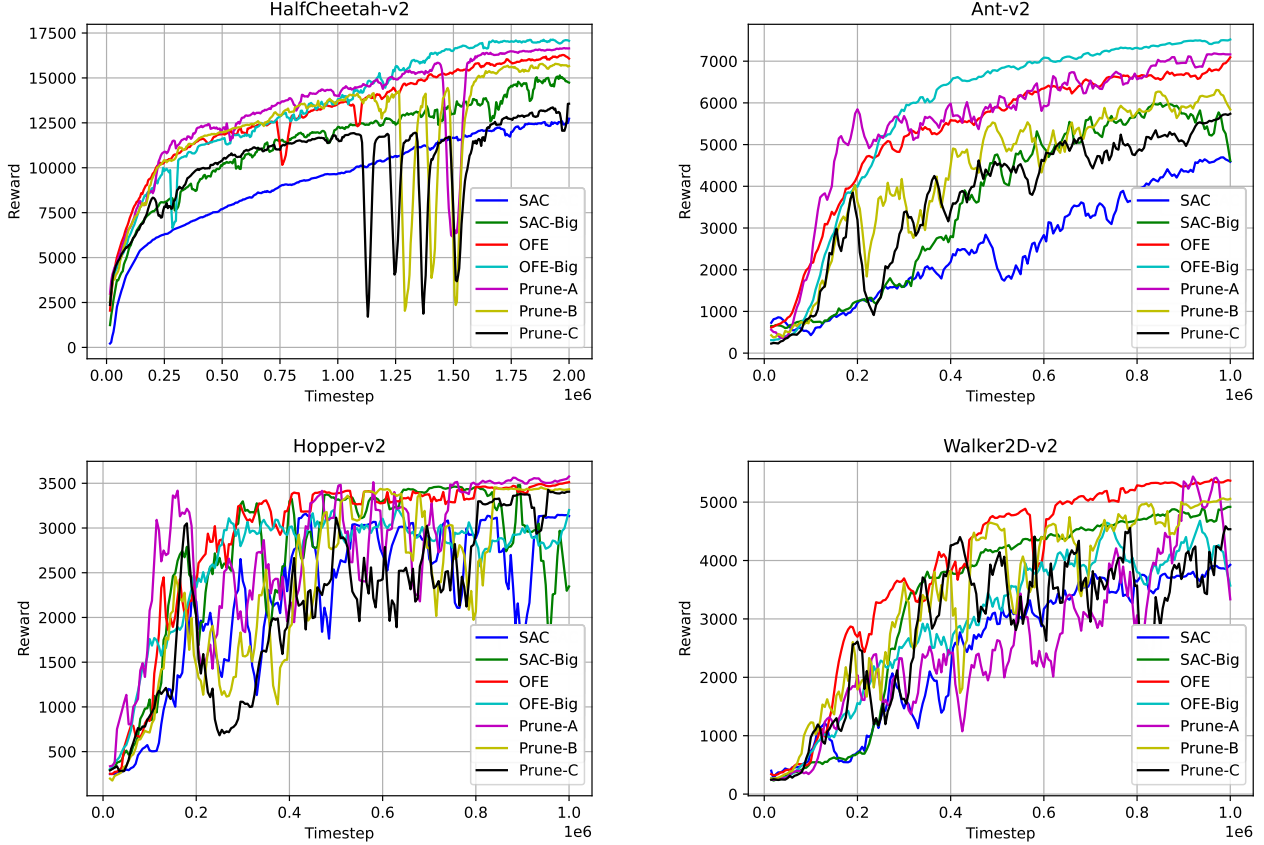 HalfCheetah-v2
Reward
17500
15000
12500
10000
7500
5000
2500
0
SAC
SAC-Big
OFE
OFE-Big
Prune-A
Prune-B
Prune-C
0.00 0.25 0.50 0.75 1.00 1.25 1.50 1.75 2.00
Timestep
1e6
Ant-v2
Reward
7000
6000
5000
4000
3000
2000
1000
0
SAC
SAC-Big
OFE
OFE-Big
Prune-A
Prune-B
Prune-C
0.0 0.2 0.4 0.6 0.8 1.0
Timestep
1e6
Hopper-v2
Reward
3500
3000
2500
2000
1500
1000
500
SAC
SAC-Big
OFE
OFE-Big
Prune-A
Prune-B
Prune-C
0.0 0.2 0.4 0.6 0.8 1.0
Timestep
1e6
Walker2D-v2
Reward
5000
4000
3000
2000
1000
0
SAC
SAC-Big
OFE
OFE-Big
Prune-A
Prune-B
Prune-C
0.0 0.2 0.4 0.6 0.8 1.0
Timestep
1e6